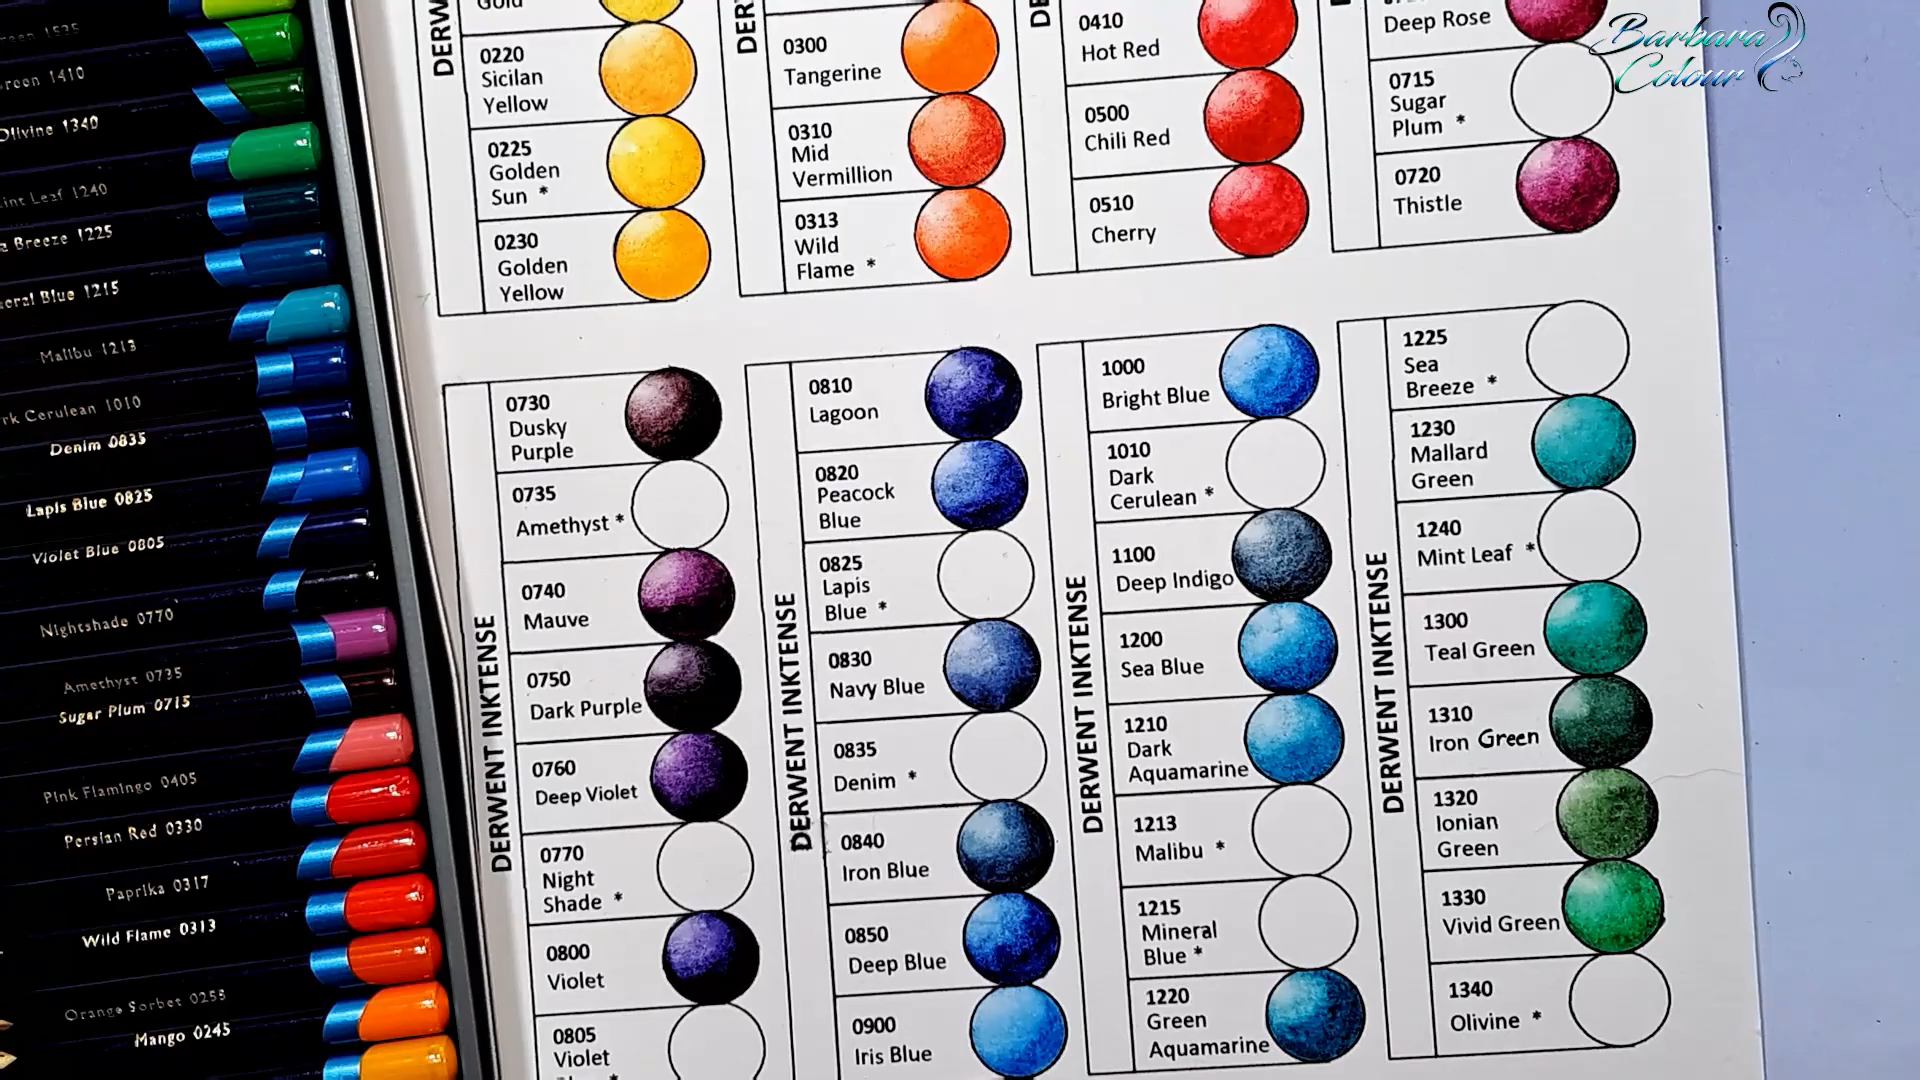 Olivine 1340
1240
Breeze 1225
Blue 1215
Malibu 1213
Cerulean 1010
Denim 0835
Lapis Blue 0825
Violet Blue 0805
Nightshade 0770
Amethyst 0735
Sugar Plum 0715
Pink Flamingo 0405
Persian Red 0330
Paprika 0317
Wild Flame 0313
Orange Sorbet 0255
Mango 0245
0220
Sicilan
Yellow
0225
Golden
Sun *
0230
Golden
Yellow
0300
Tangerine
0310
Mid
Vermillion
0313
Wild
Flame *
0410
Hot Red
0500
Chili Red
0510
Cherry
Deep Rose
0715
Sugar
Plum *
0720
Thistle
Barbara
Colour
DERWENT INKTENSE
0730
Dusky
Purple
0735
Amethyst *
0740
Mauve
0750
Dark Purple
0760
Deep Violet
0770
Night
Shade *
0800
Violet
0805
Violet
DERWENT INKTENSE
0810
Lagoon
0820
Peacock
Blue
0825
Lapis
Blue *
0830
Navy Blue
0835
Denim *
0840
Iron Blue
0850
Deep Blue
0900
Iris Blue
DERWENT INKTENSE
1000
Bright Blue
1010
Dark
Cerulean *
1100
Deep Indigo
1200
Sea Blue
1210
Dark
Aquamarine
1213
Malibu *
1215
Mineral
Blue *
1220
Green
Aquamarine
DERWENT INKTENSE
1225
Sea
Breeze *
1230
Mallard
Green
1240
Mint Leaf *
1300
Teal Green
1310
Iron Green
1320
Ionian
Green
1330
Vivid Green
1340
Olivine *